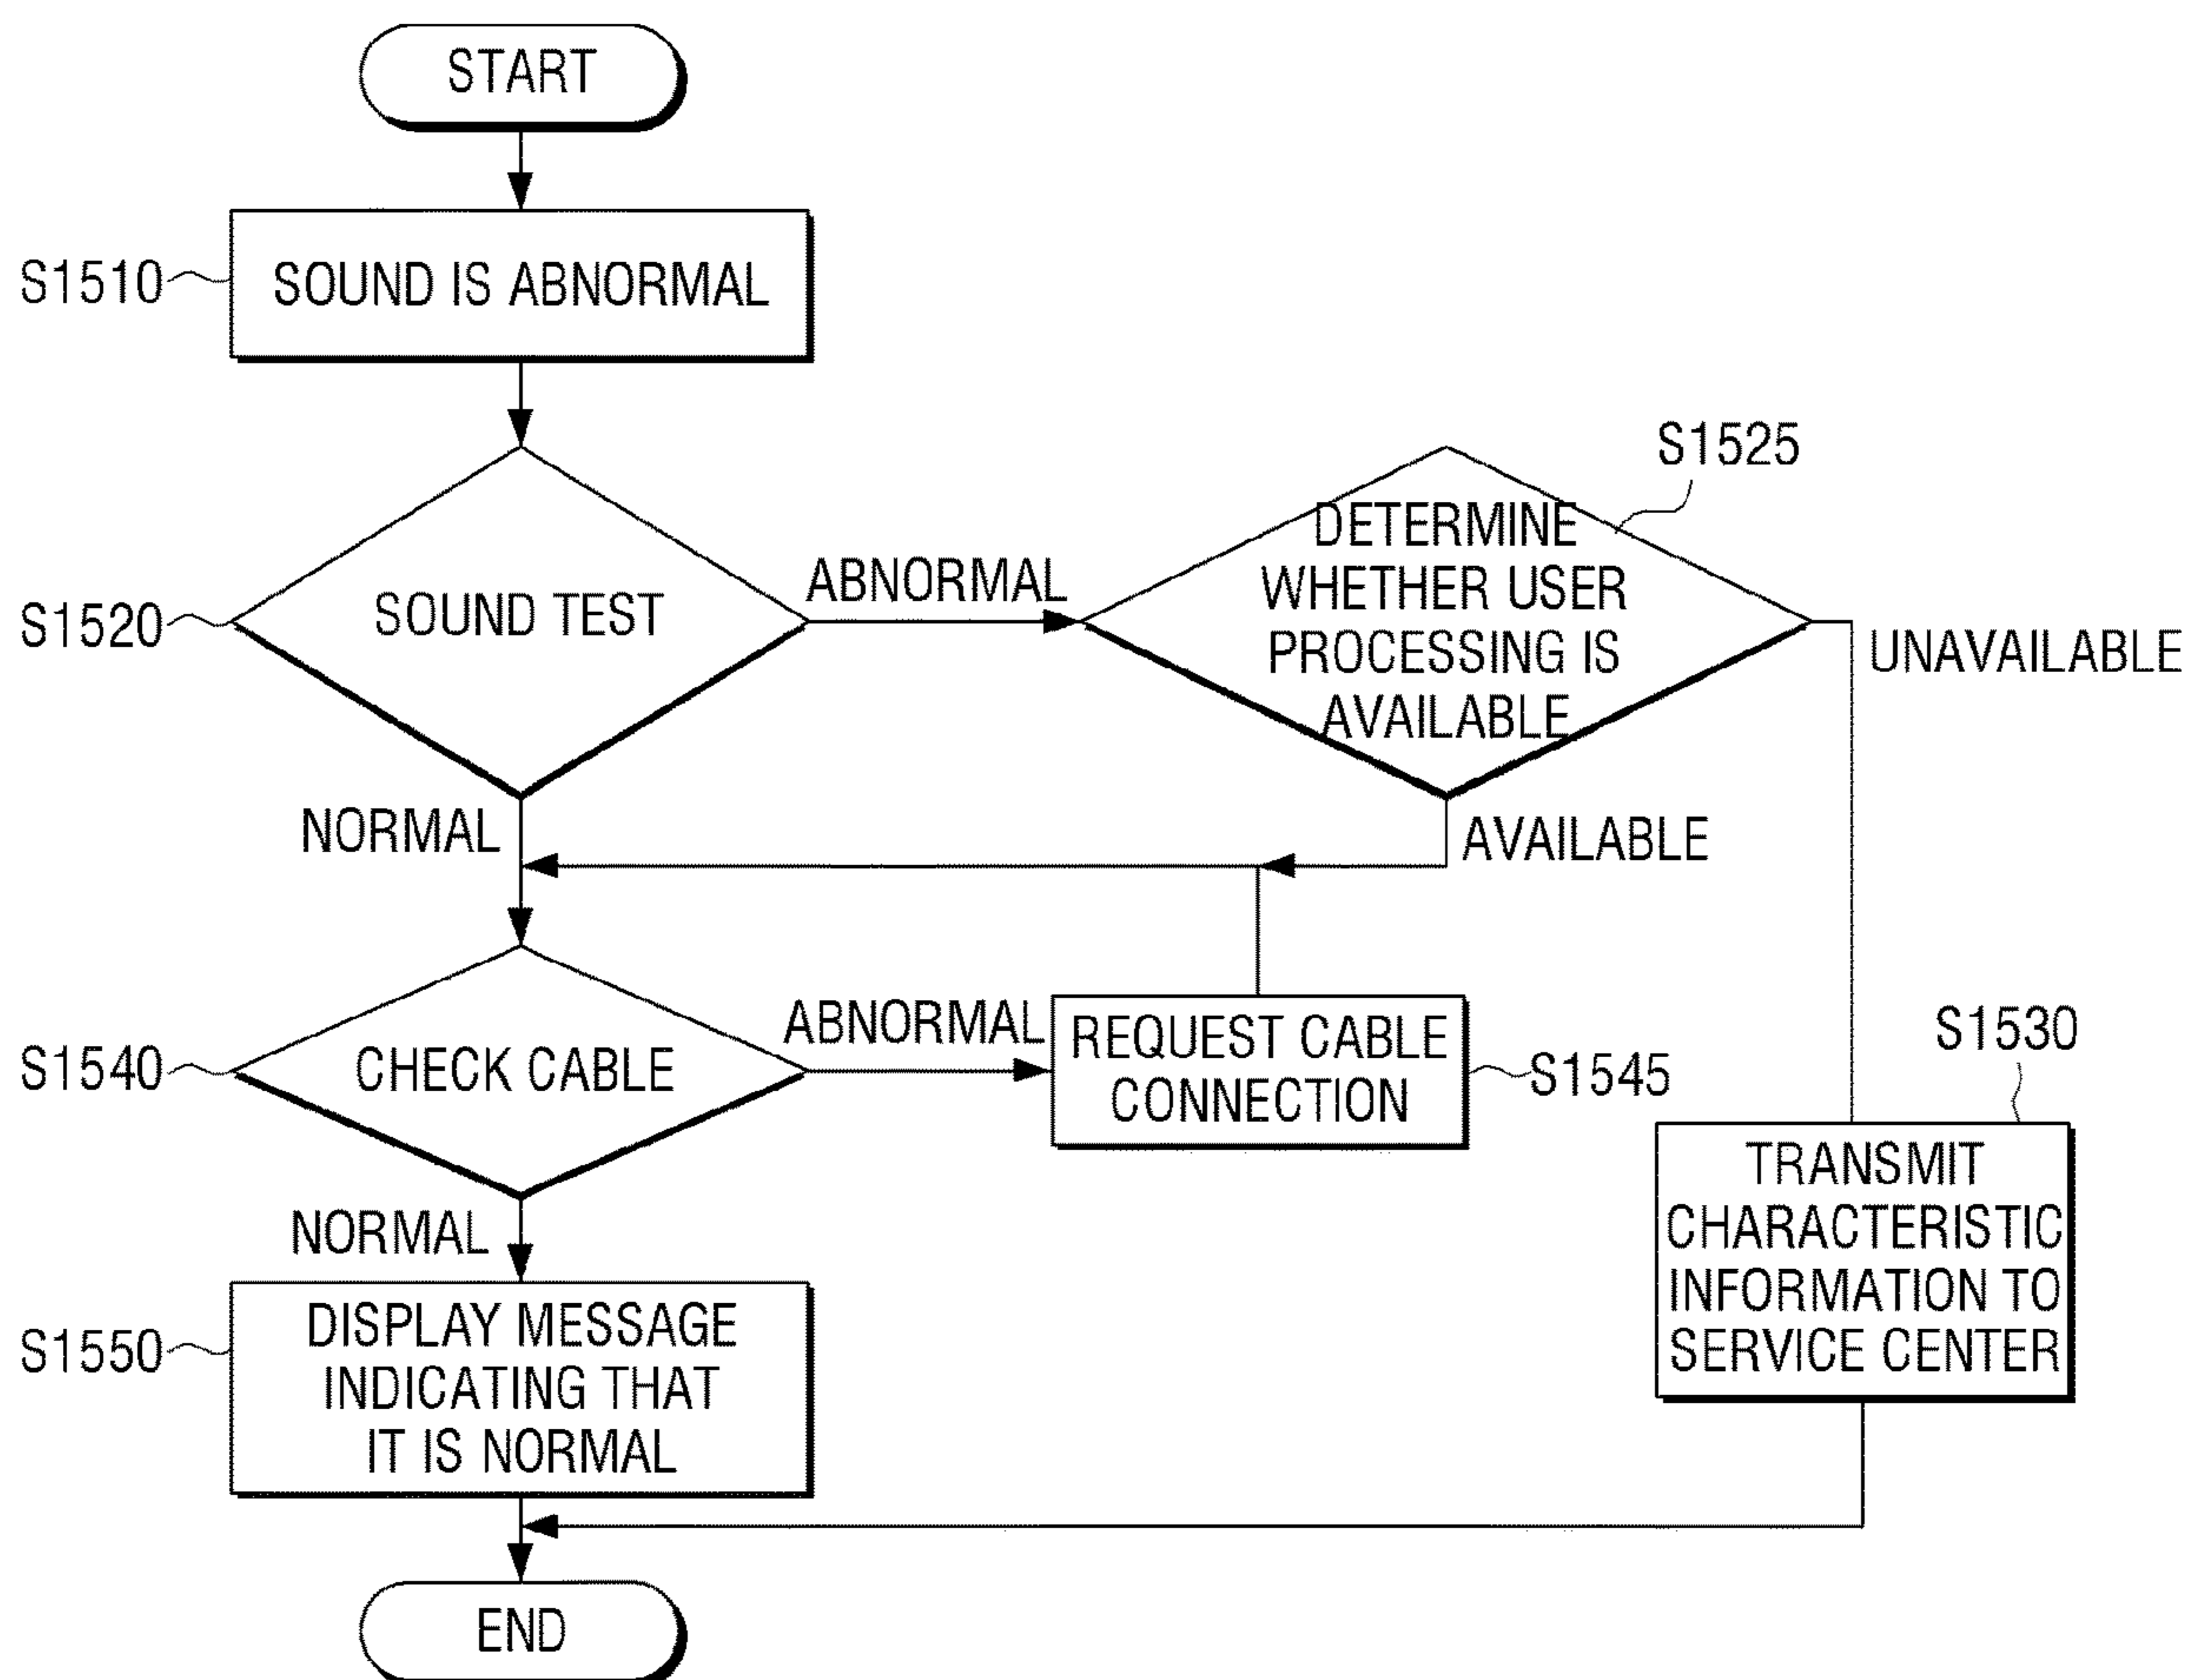 START
S1510
SOUND IS ABNORMAL
S1525
S1520
SOUND TEST
ABNORMAL
DETERMINE
WHETHER USER
PROCESSING IS
AVAILABLE
UNAVAILABLE
NORMAL
AVAILABLE
S1540
CHECK CABLE
ABNORMAL
REQUEST CABLE
CONNECTION
S1545
S1530
TRANSMIT
CHARACTERISTIC
INFORMATION TO
SERVICE CENTER
NORMAL
S1550
DISPLAY MESSAGE
INDICATING THAT
IT IS NORMAL
END